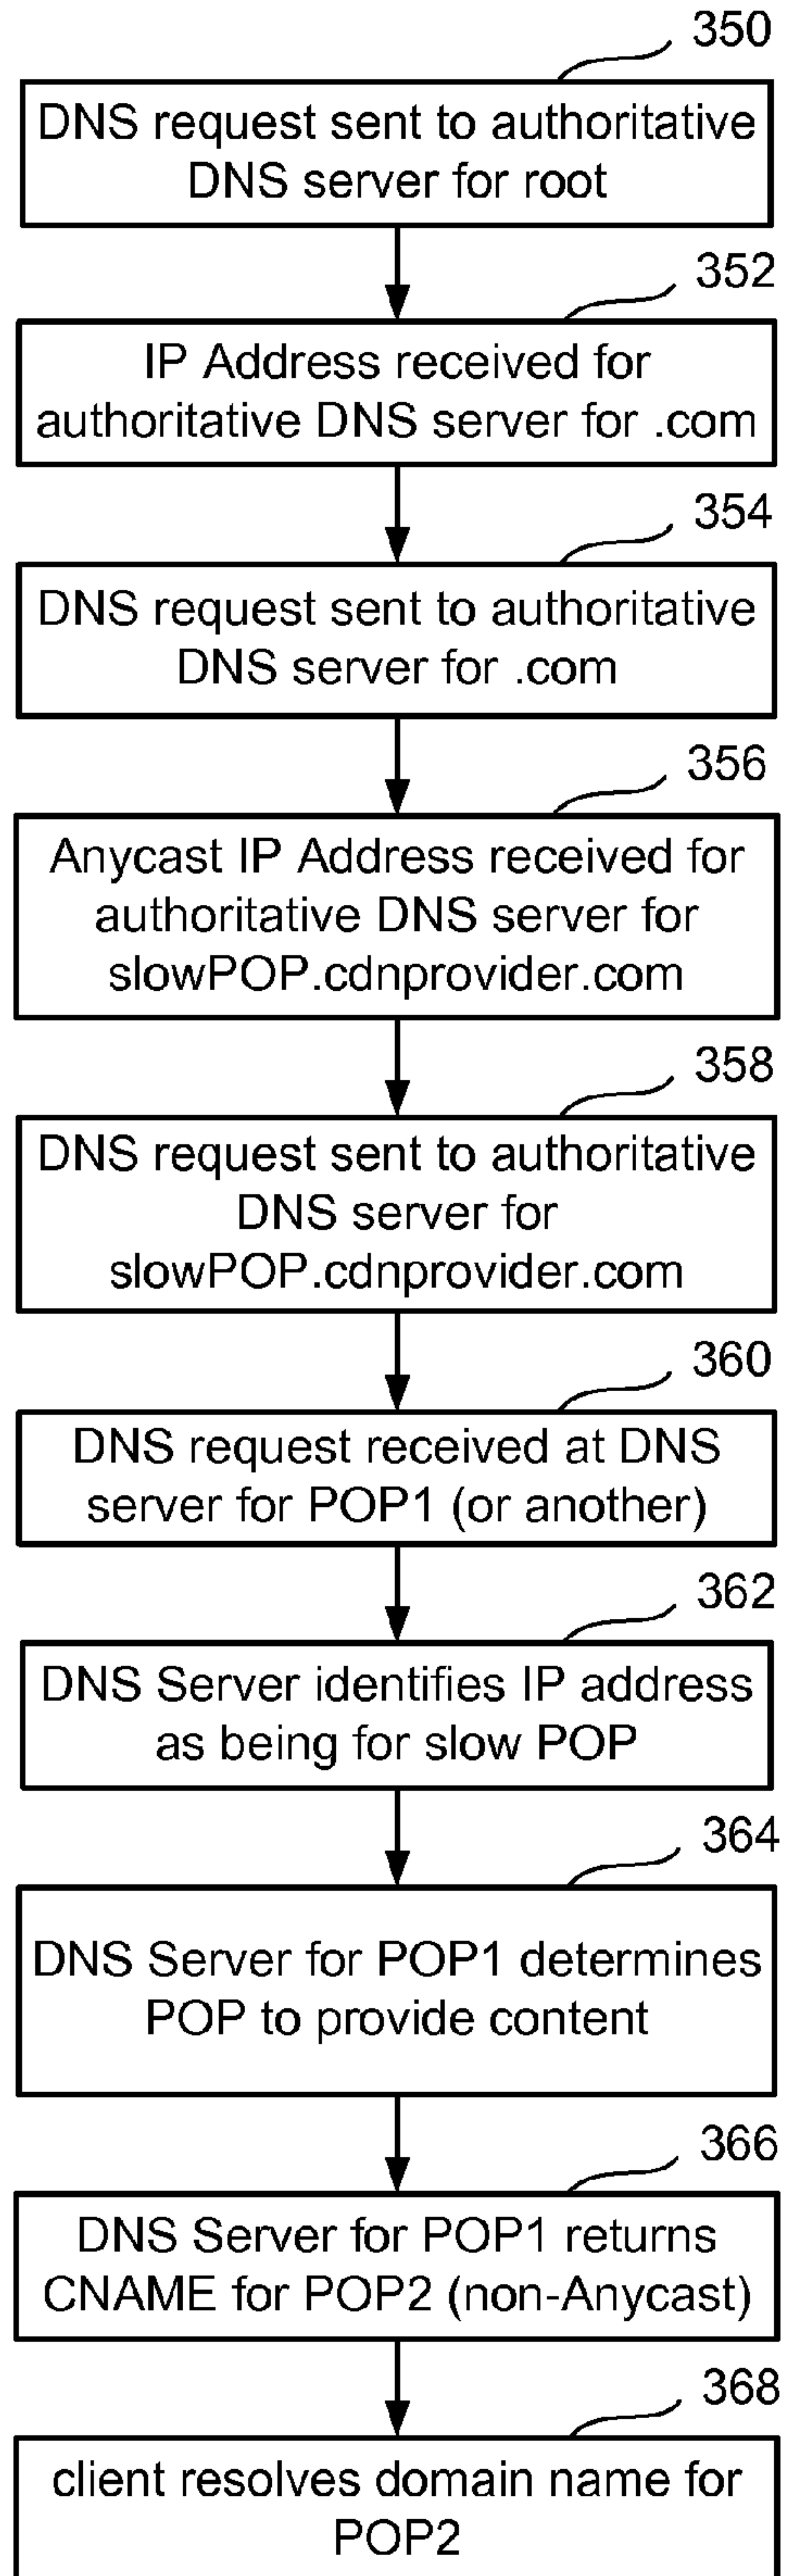 350
DNS request sent to authoritative
DNS server for root
352
IP Address received for
authoritative DNS server for .com
354
DNS request sent to authoritative
DNS server for .com
356
Anycast IP Address received for
authoritative DNS server for
slowPOP.cdnprovider.com
358
DNS request sent to authoritative
DNS server for
slowPOP.cdnprovider.com
360
DNS request received at DNS
server for POP1 (or another)
362
DNS Server identifies IP address
as being for slow POP
364
DNS Server for POP1 determines
POP to provide content
366
DNS Server for POP1 returns
CNAME for POP2 (non-Anycast)
368
client resolves domain name for
POP2